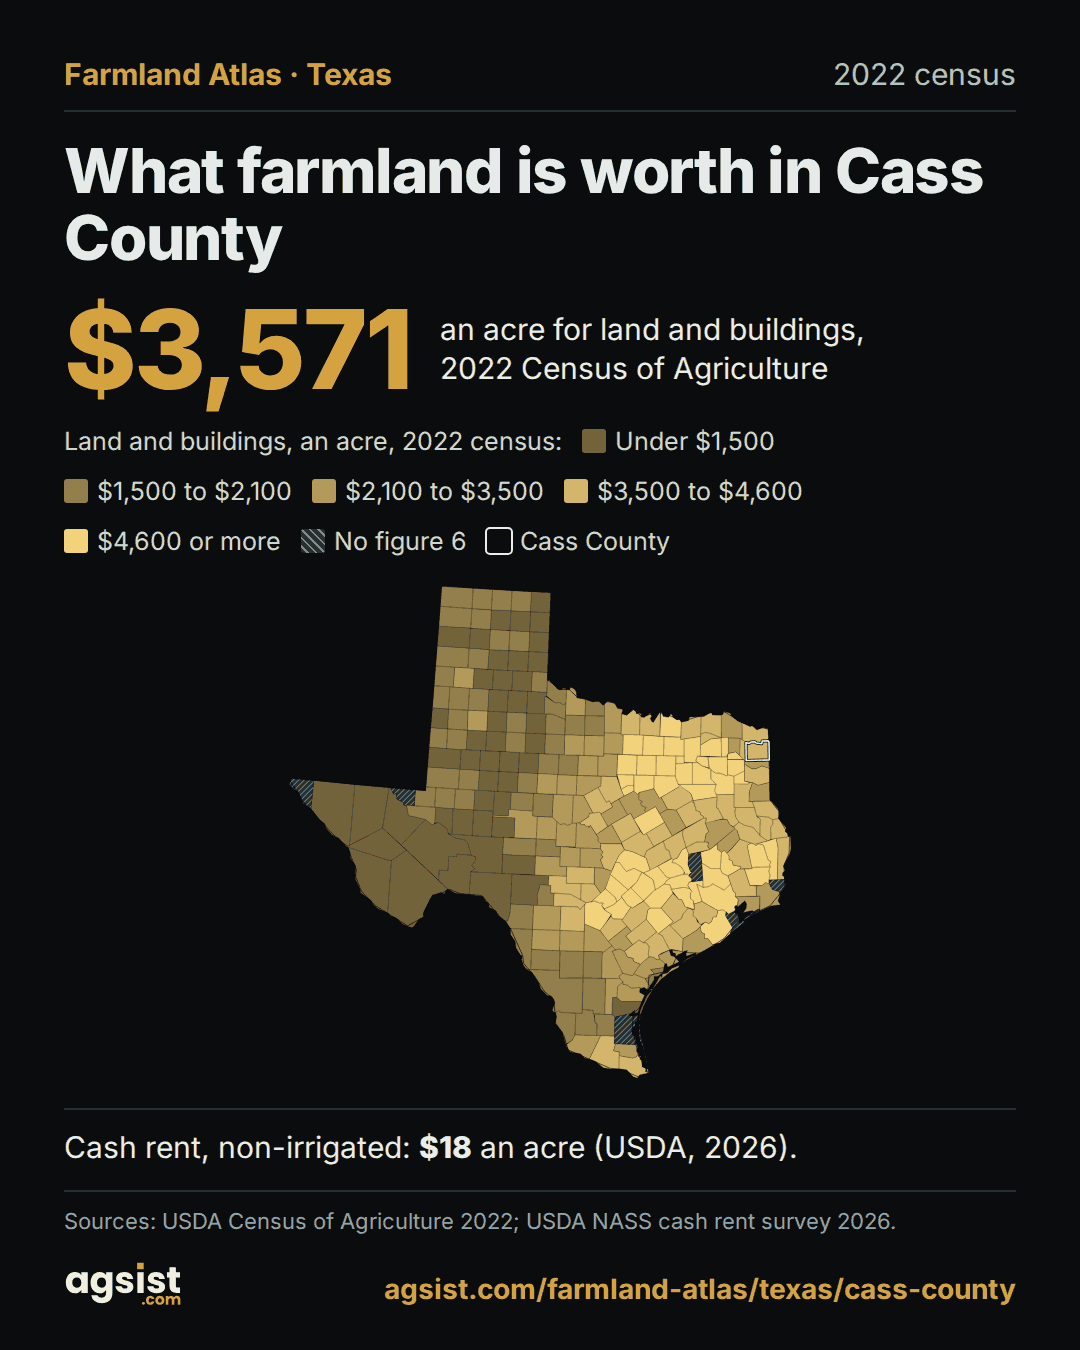 Farmland Atlas · Texas
2022 census
What farmland is worth in Cass
County
$3,571
an acre for land and buildings,
2022 Census of Agriculture
Land and buildings, an acre, 2022 census: Under $1,500
$1,500 to $2,100 $2,100 to $3,500 $3,500 to $4,600
$4,600 or more No figure 6 Cass County
Cash rent, non-irrigated: $18 an acre (USDA, 2026).
Sources: USDA Census of Agriculture 2022; USDA NASS cash rent survey 2026.
agsist
.com
agsist.com/farmland-atlas/texas/cass-county